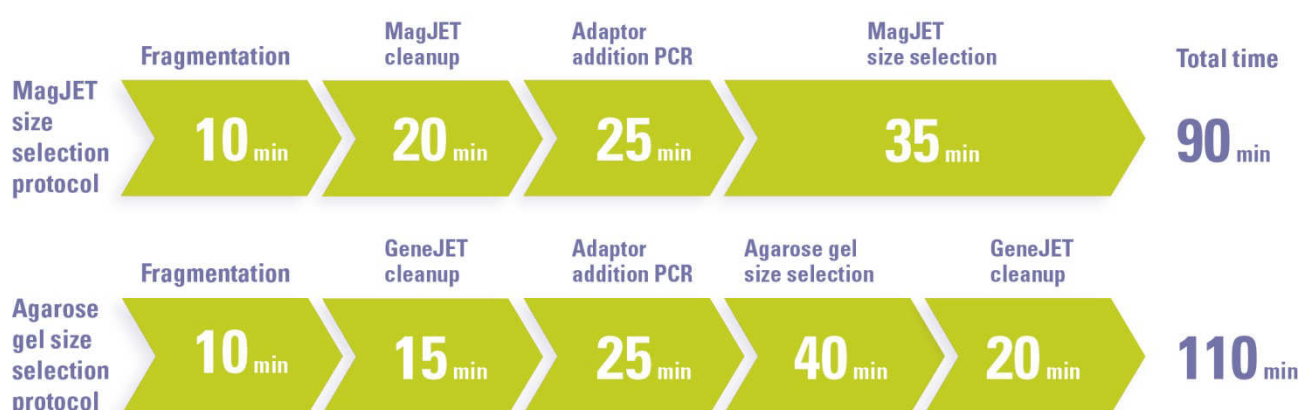 Fragmentation
MagJET
cleanup
Adaptor
addition PCR
MagJET
size selection
Total time
MagJET
size
selection
protocol
10 min
20 min
25 min
35 min
90 min
Fragmentation
GeneJET
cleanup
Adaptor
addition PCR
Agarose gel
size selection
GeneJET
cleanup
Agarose
gel size
selection
protocol
10 min
15 min
25 min
40 min
20 min
110 min